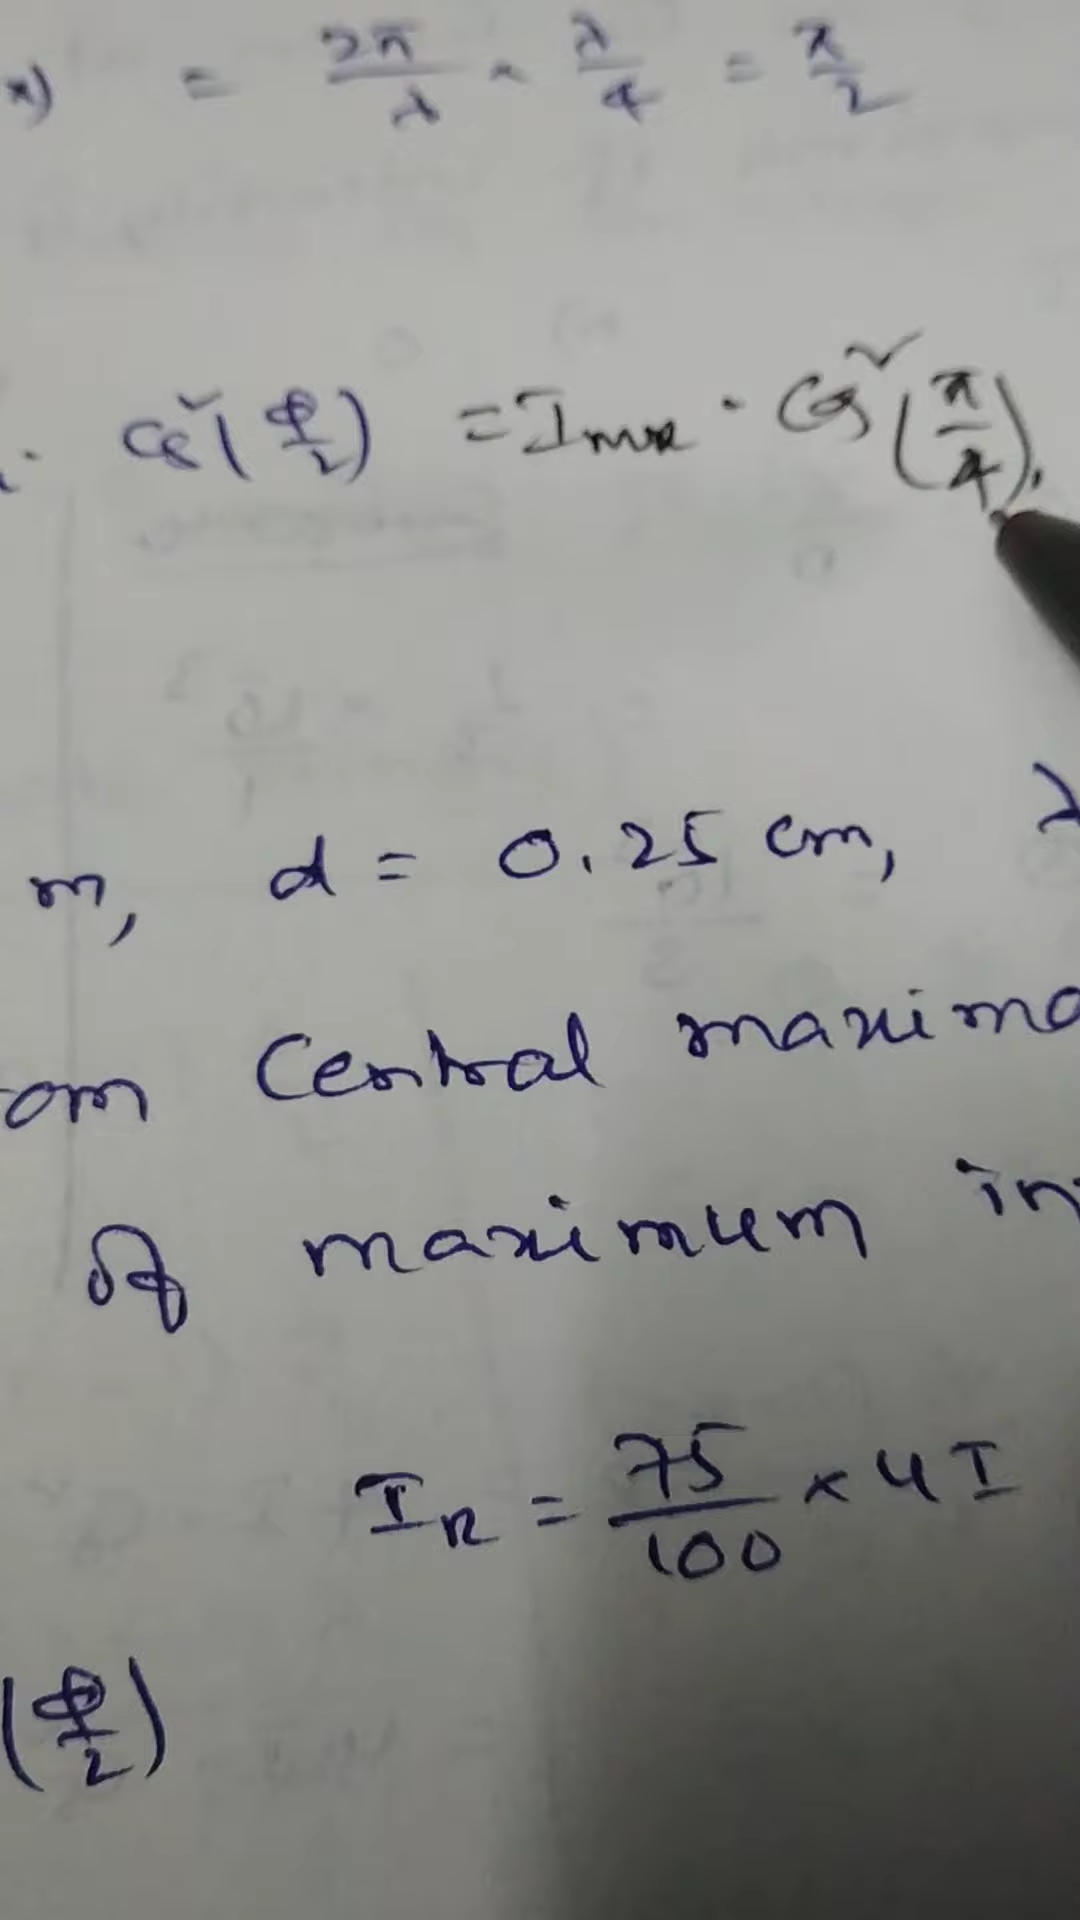 x) = 2π/λ × λ/4 = π/2
. Cos²(φ/2) = Imax · Cos²(π/4).
m, d = 0.25 cm, λ
om Central maxima
of maximum in
I_R = 75/100 × 4I
(φ/2)